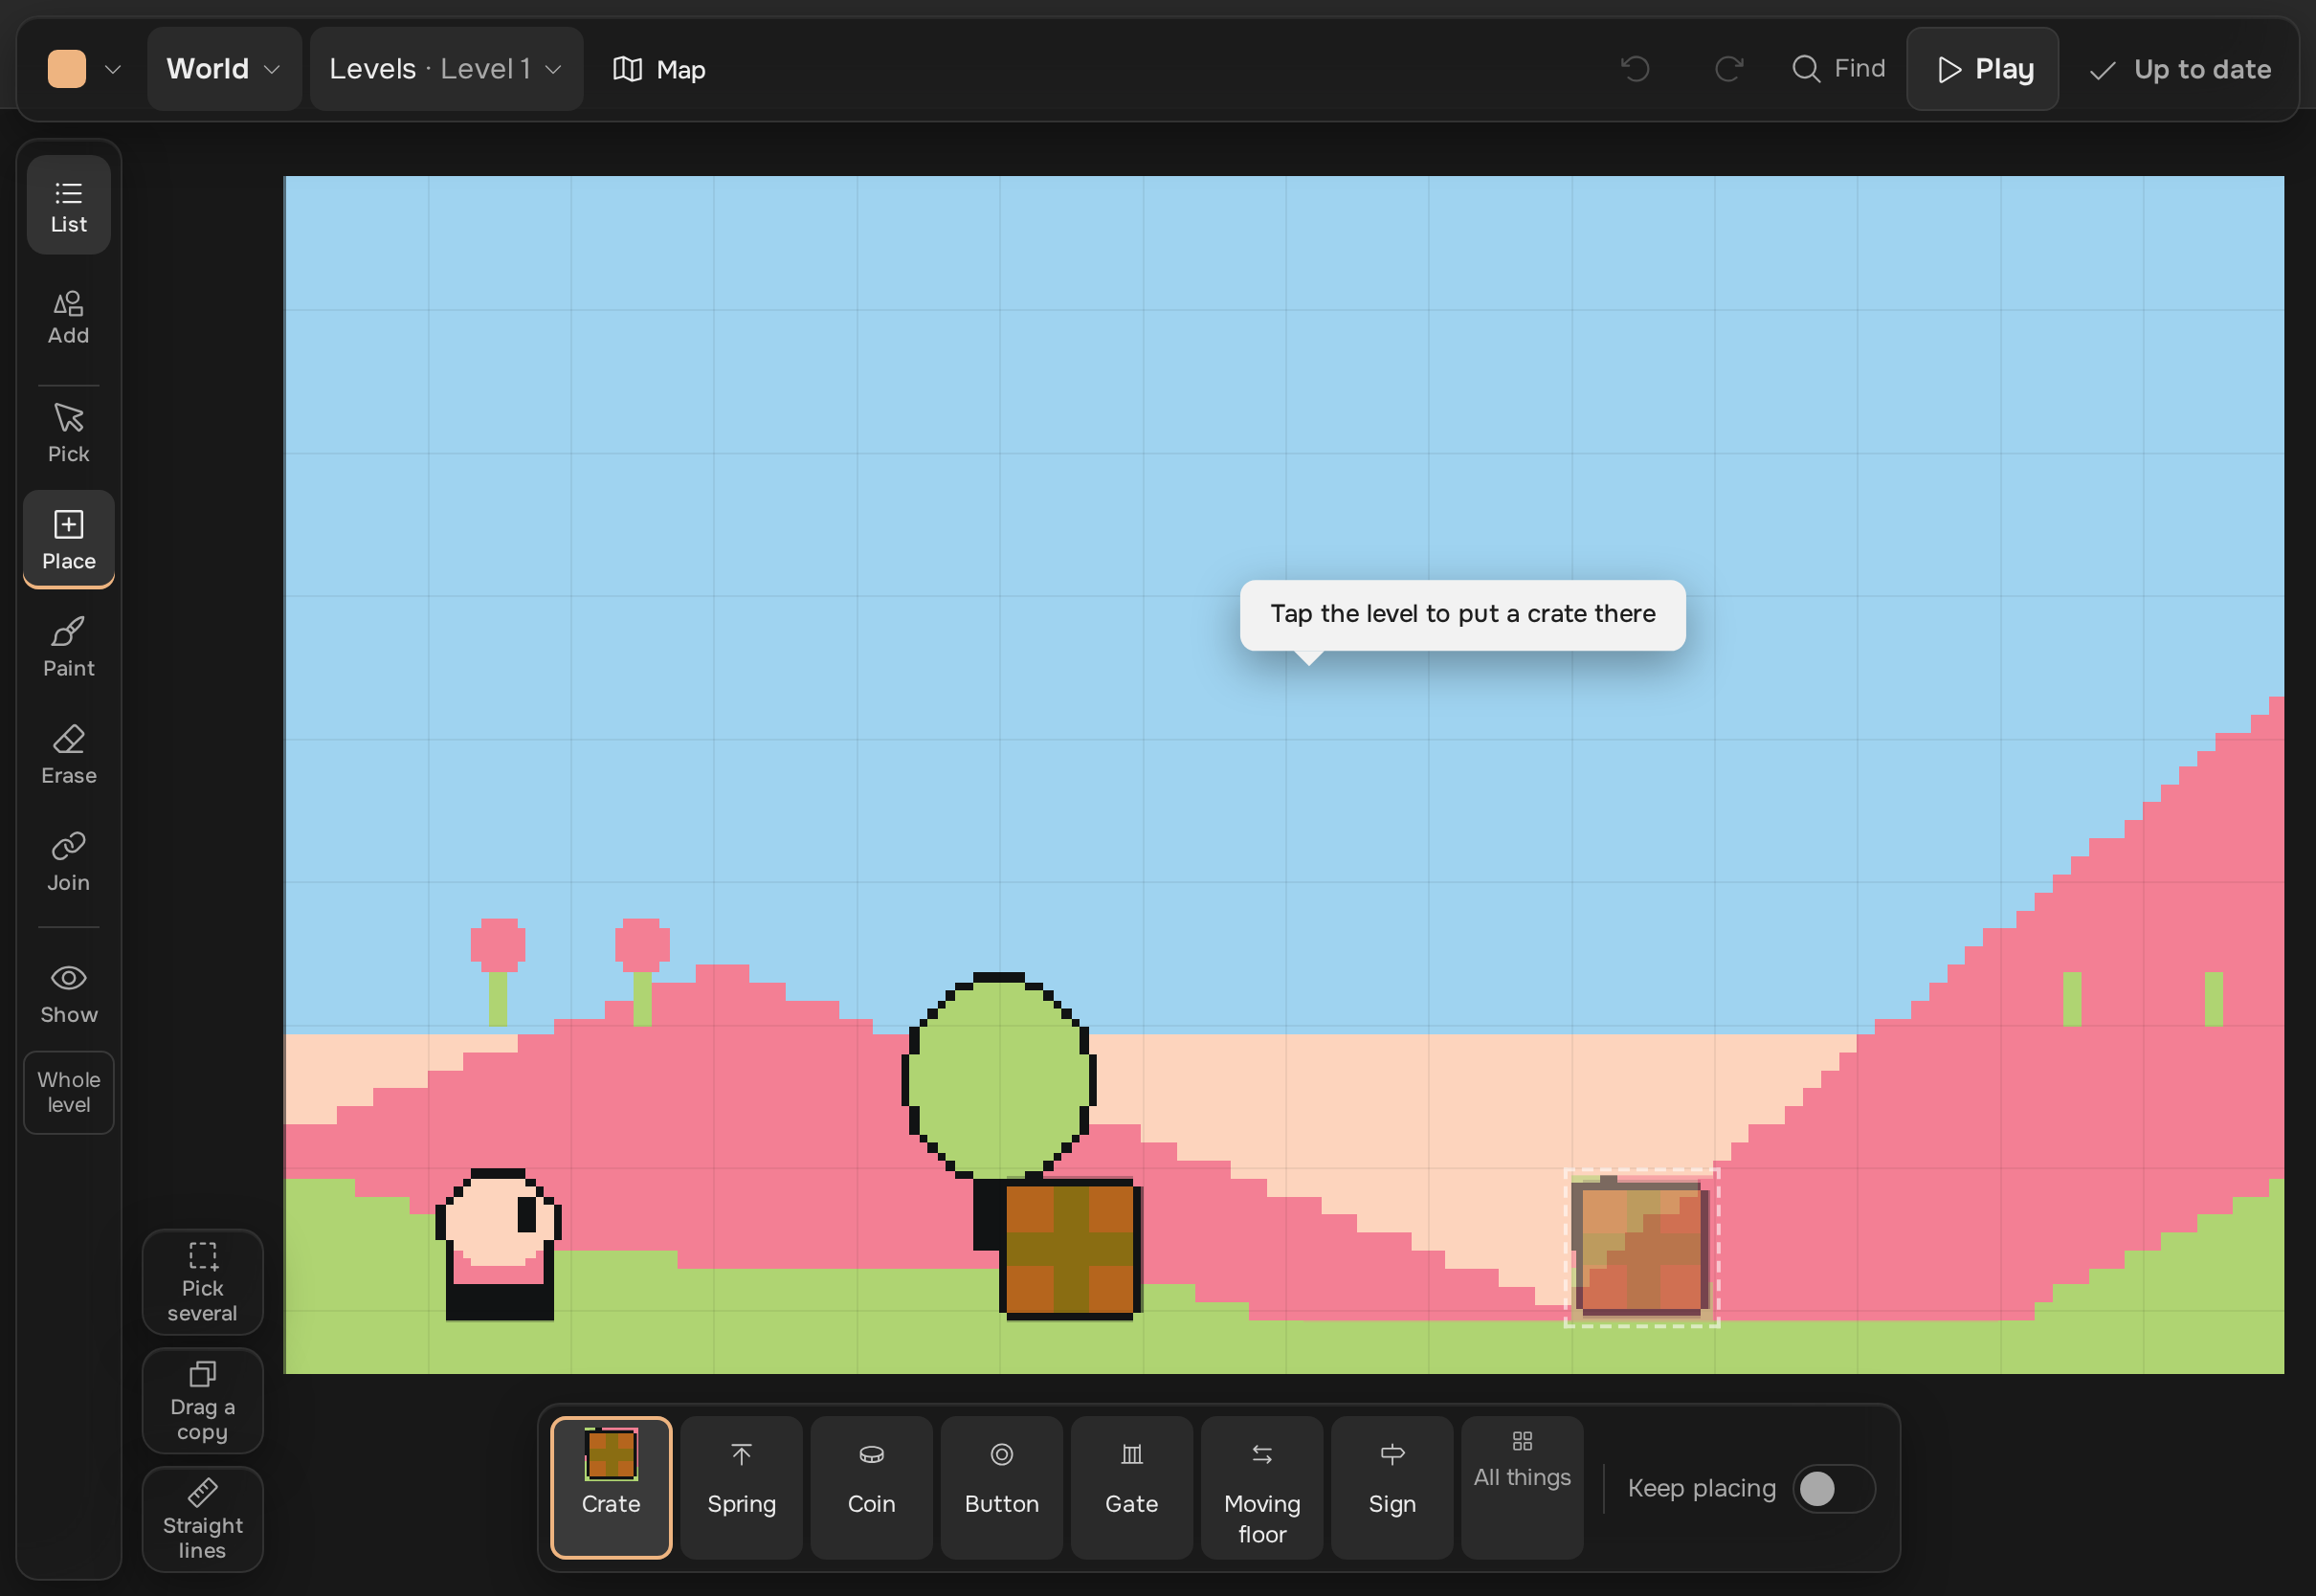 World
Levels · Level 1
Map
Find
Play
Up to date
List
Add
Pick
Place
Paint
Erase
Join
Show
Whole
level
Tap the level to put a crate there
Pick
several
Drag a
copy
Straight
lines
Crate
Spring
Coin
Button
Gate
Moving
floor
Sign
All things
Keep placing